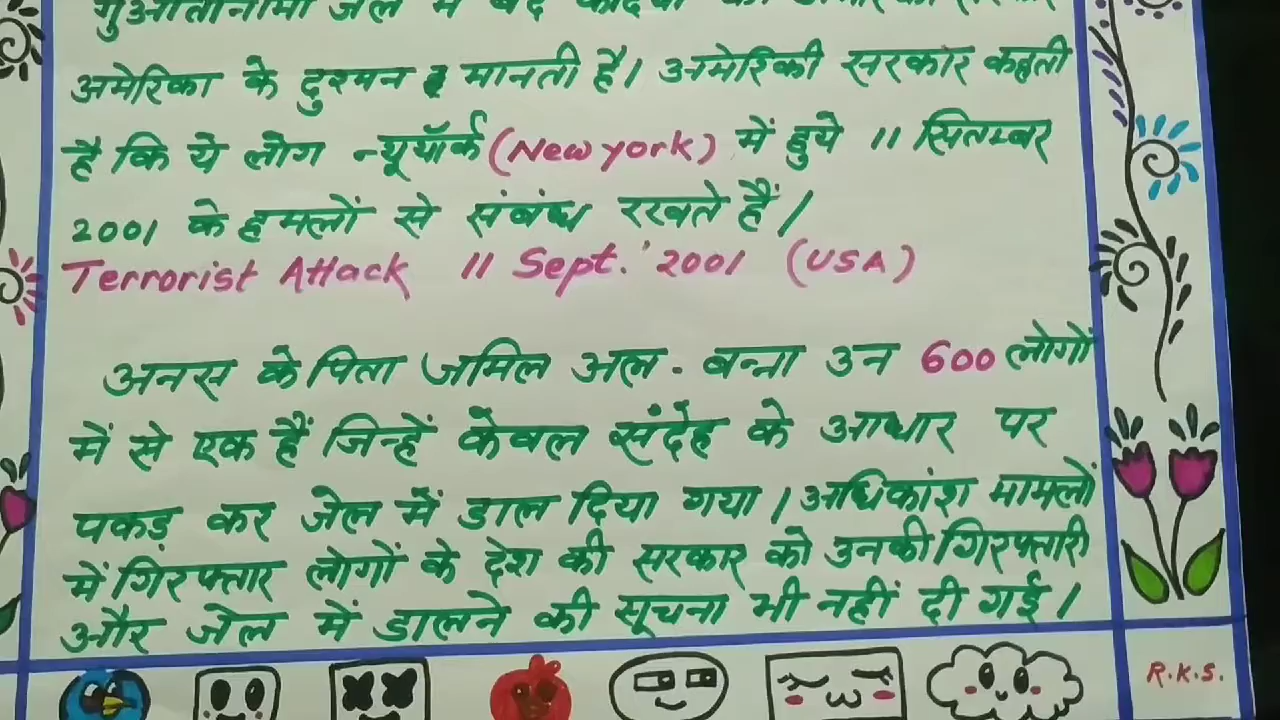 अमेरिका के दुश्मन मानती है। अमेरिकी सरकार कहती
है कि ये लोग न्यूयॉर्क (New york) में हुये 11 सितम्बर
2001 के हमलों से संबंध रखते हैं।
Terrorist Attack 11 Sept.'2001 (USA)
अनस के पिता जमिल अल. बन्ना उन 600 लोगों
में से एक हैं जिन्हें केवल संदेह के आधार पर
पकड़ कर जेल में डाल दिया गया। अधिकांश मामलों
में गिरफ्तार लोगों के देश की सरकार को उनकी गिरफ्तारी
और जेल में डालने की सूचना भी नहीं दी गई।
R.K.S.